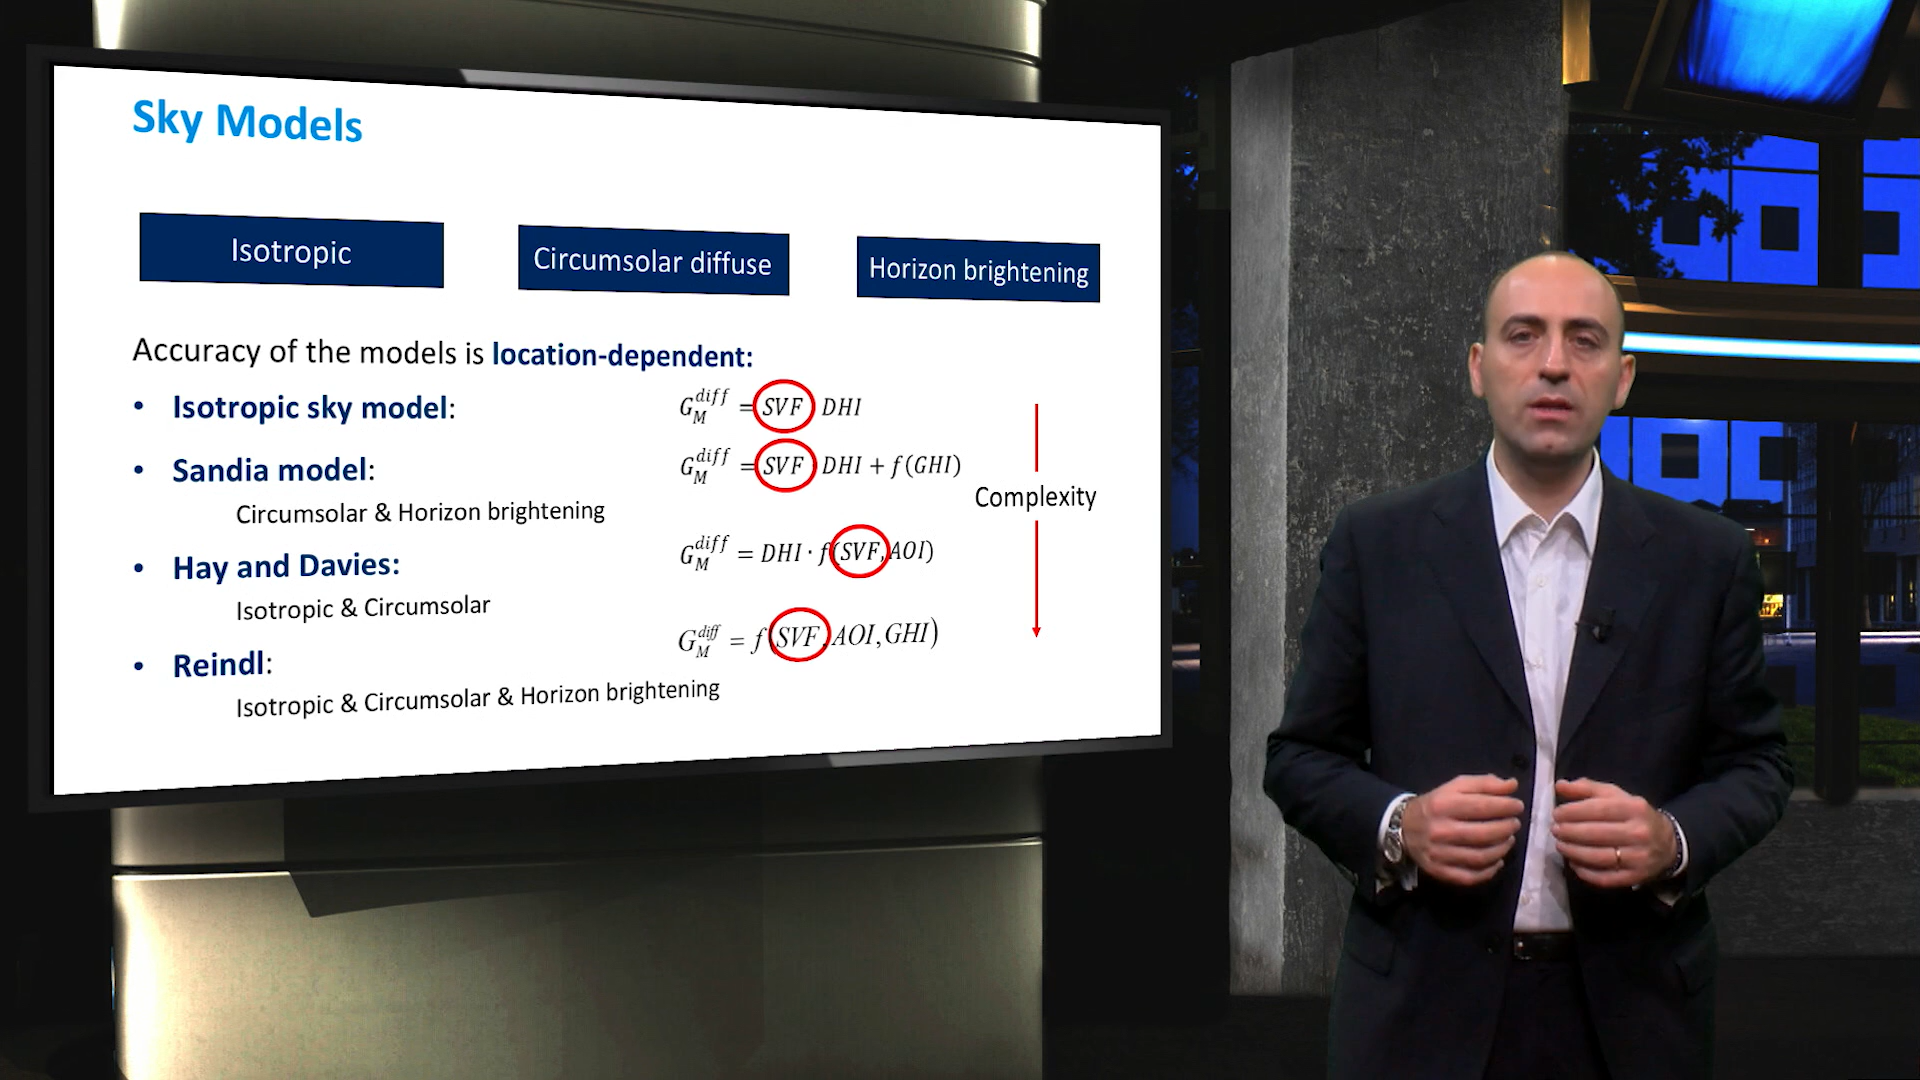 Sky Models
Isotropic
Circumsolar diffuse
Horizon brightening
Accuracy of the models is location-dependent:
• Isotropic sky model:
G_M^diff = SVF DHI
• Sandia model:
G_M^diff = SVF · DHI + f(GHI)
Circumsolar & Horizon brightening
Complexity
• Hay and Davies:
G_M^diff = DHI · f(SVF, AOI)
Isotropic & Circumsolar
• Reindl:
G_M^diff = f(SVF, AOI, GHI)
Isotropic & Circumsolar & Horizon brightening